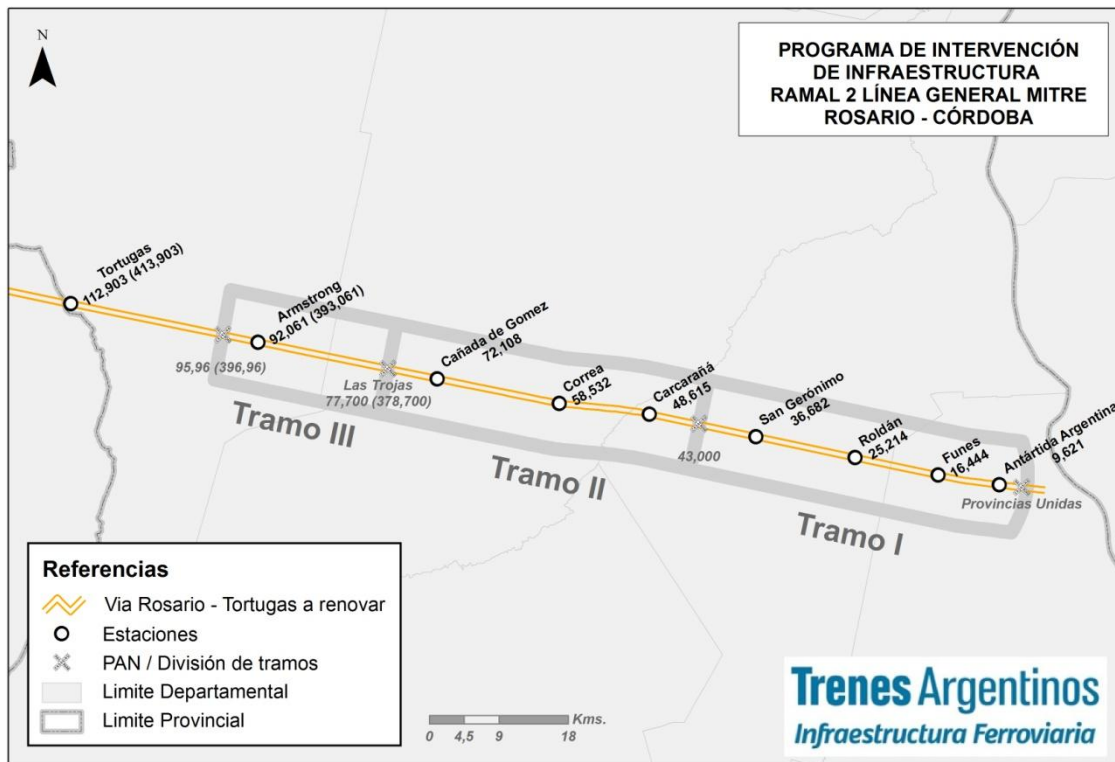 N
PROGRAMA DE INTERVENCIÓN
DE INFRAESTRUCTURA
RAMAL 2 LÍNEA GENERAL MITRE
ROSARIO - CÓRDOBA
Tortugas
112,903 (413,903)
Armstrong
92,061 (393,061)
95,96 (396,96)
Las Trojas
77,700 (378,700)
Cañada de Gomez
72,108
Correa
58,532
Carcarañá
48,615
43,000
San Gerónimo
36,682
Roldán
25,214
Funes
16,444
Antártida Argentina
9,621
Provincias Unidas
Tramo III
Tramo II
Tramo I
Referencias
Via Rosario - Tortugas a renovar
Estaciones
PAN / División de tramos
Limite Departamental
Limite Provincial
Kms.
0 4,5 9 18
Trenes Argentinos
Infraestructura Ferroviaria